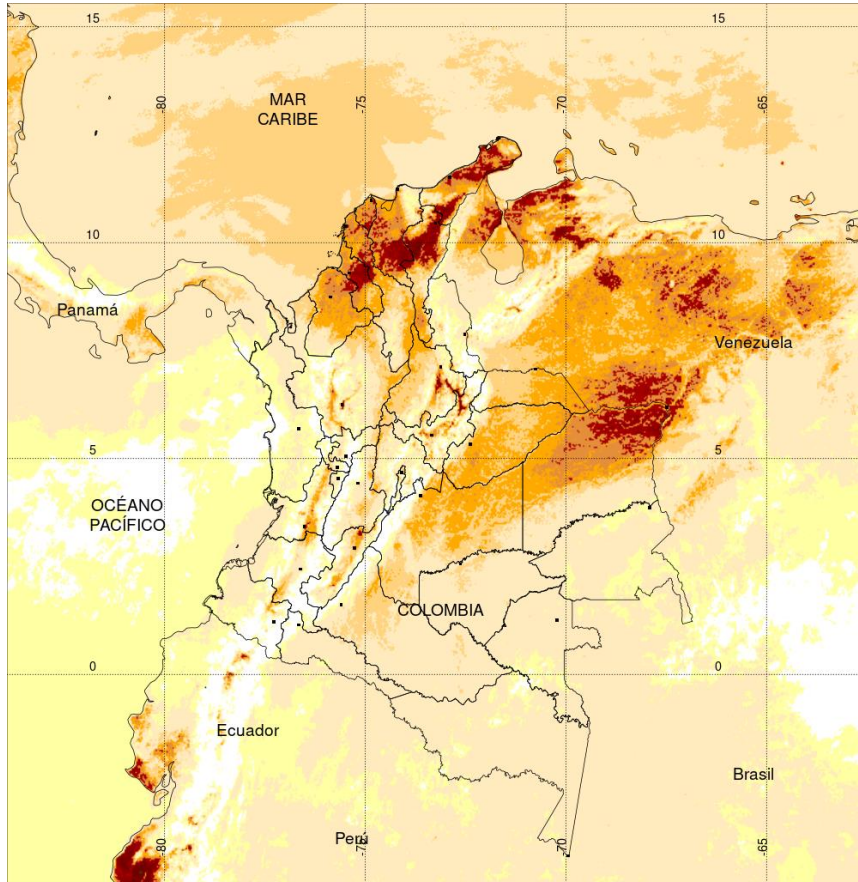 15
15
-80
-75
-70
-65
MAR
CARIBE
10
10
Panamá
Venezuela
5
5
OCÉANO
PACÍFICO
COLOMBIA
0
0
Ecuador
Brasil
Perú
-80
-75
-70
-65